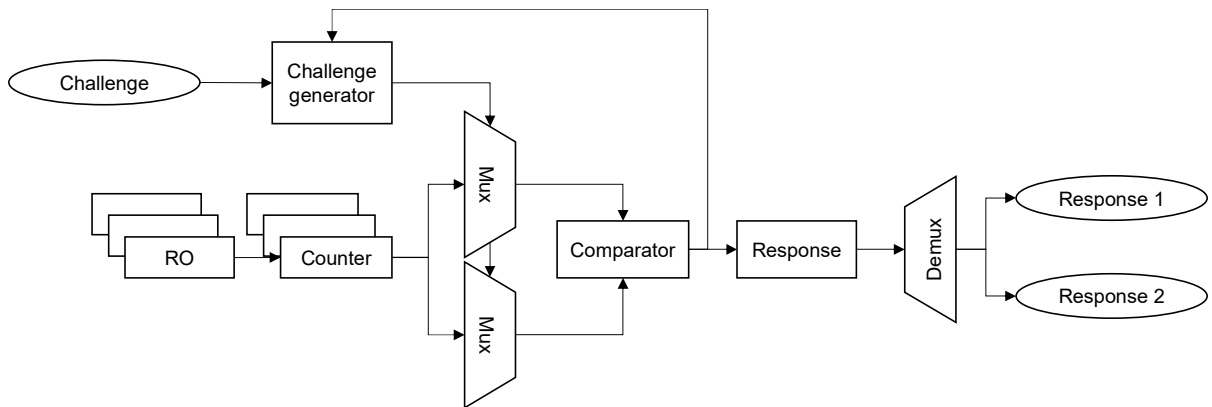 Challenge
Challenge
generator
Mux
RO
Counter
Mux
Comparator
Response
Demux
Response 1
Response 2